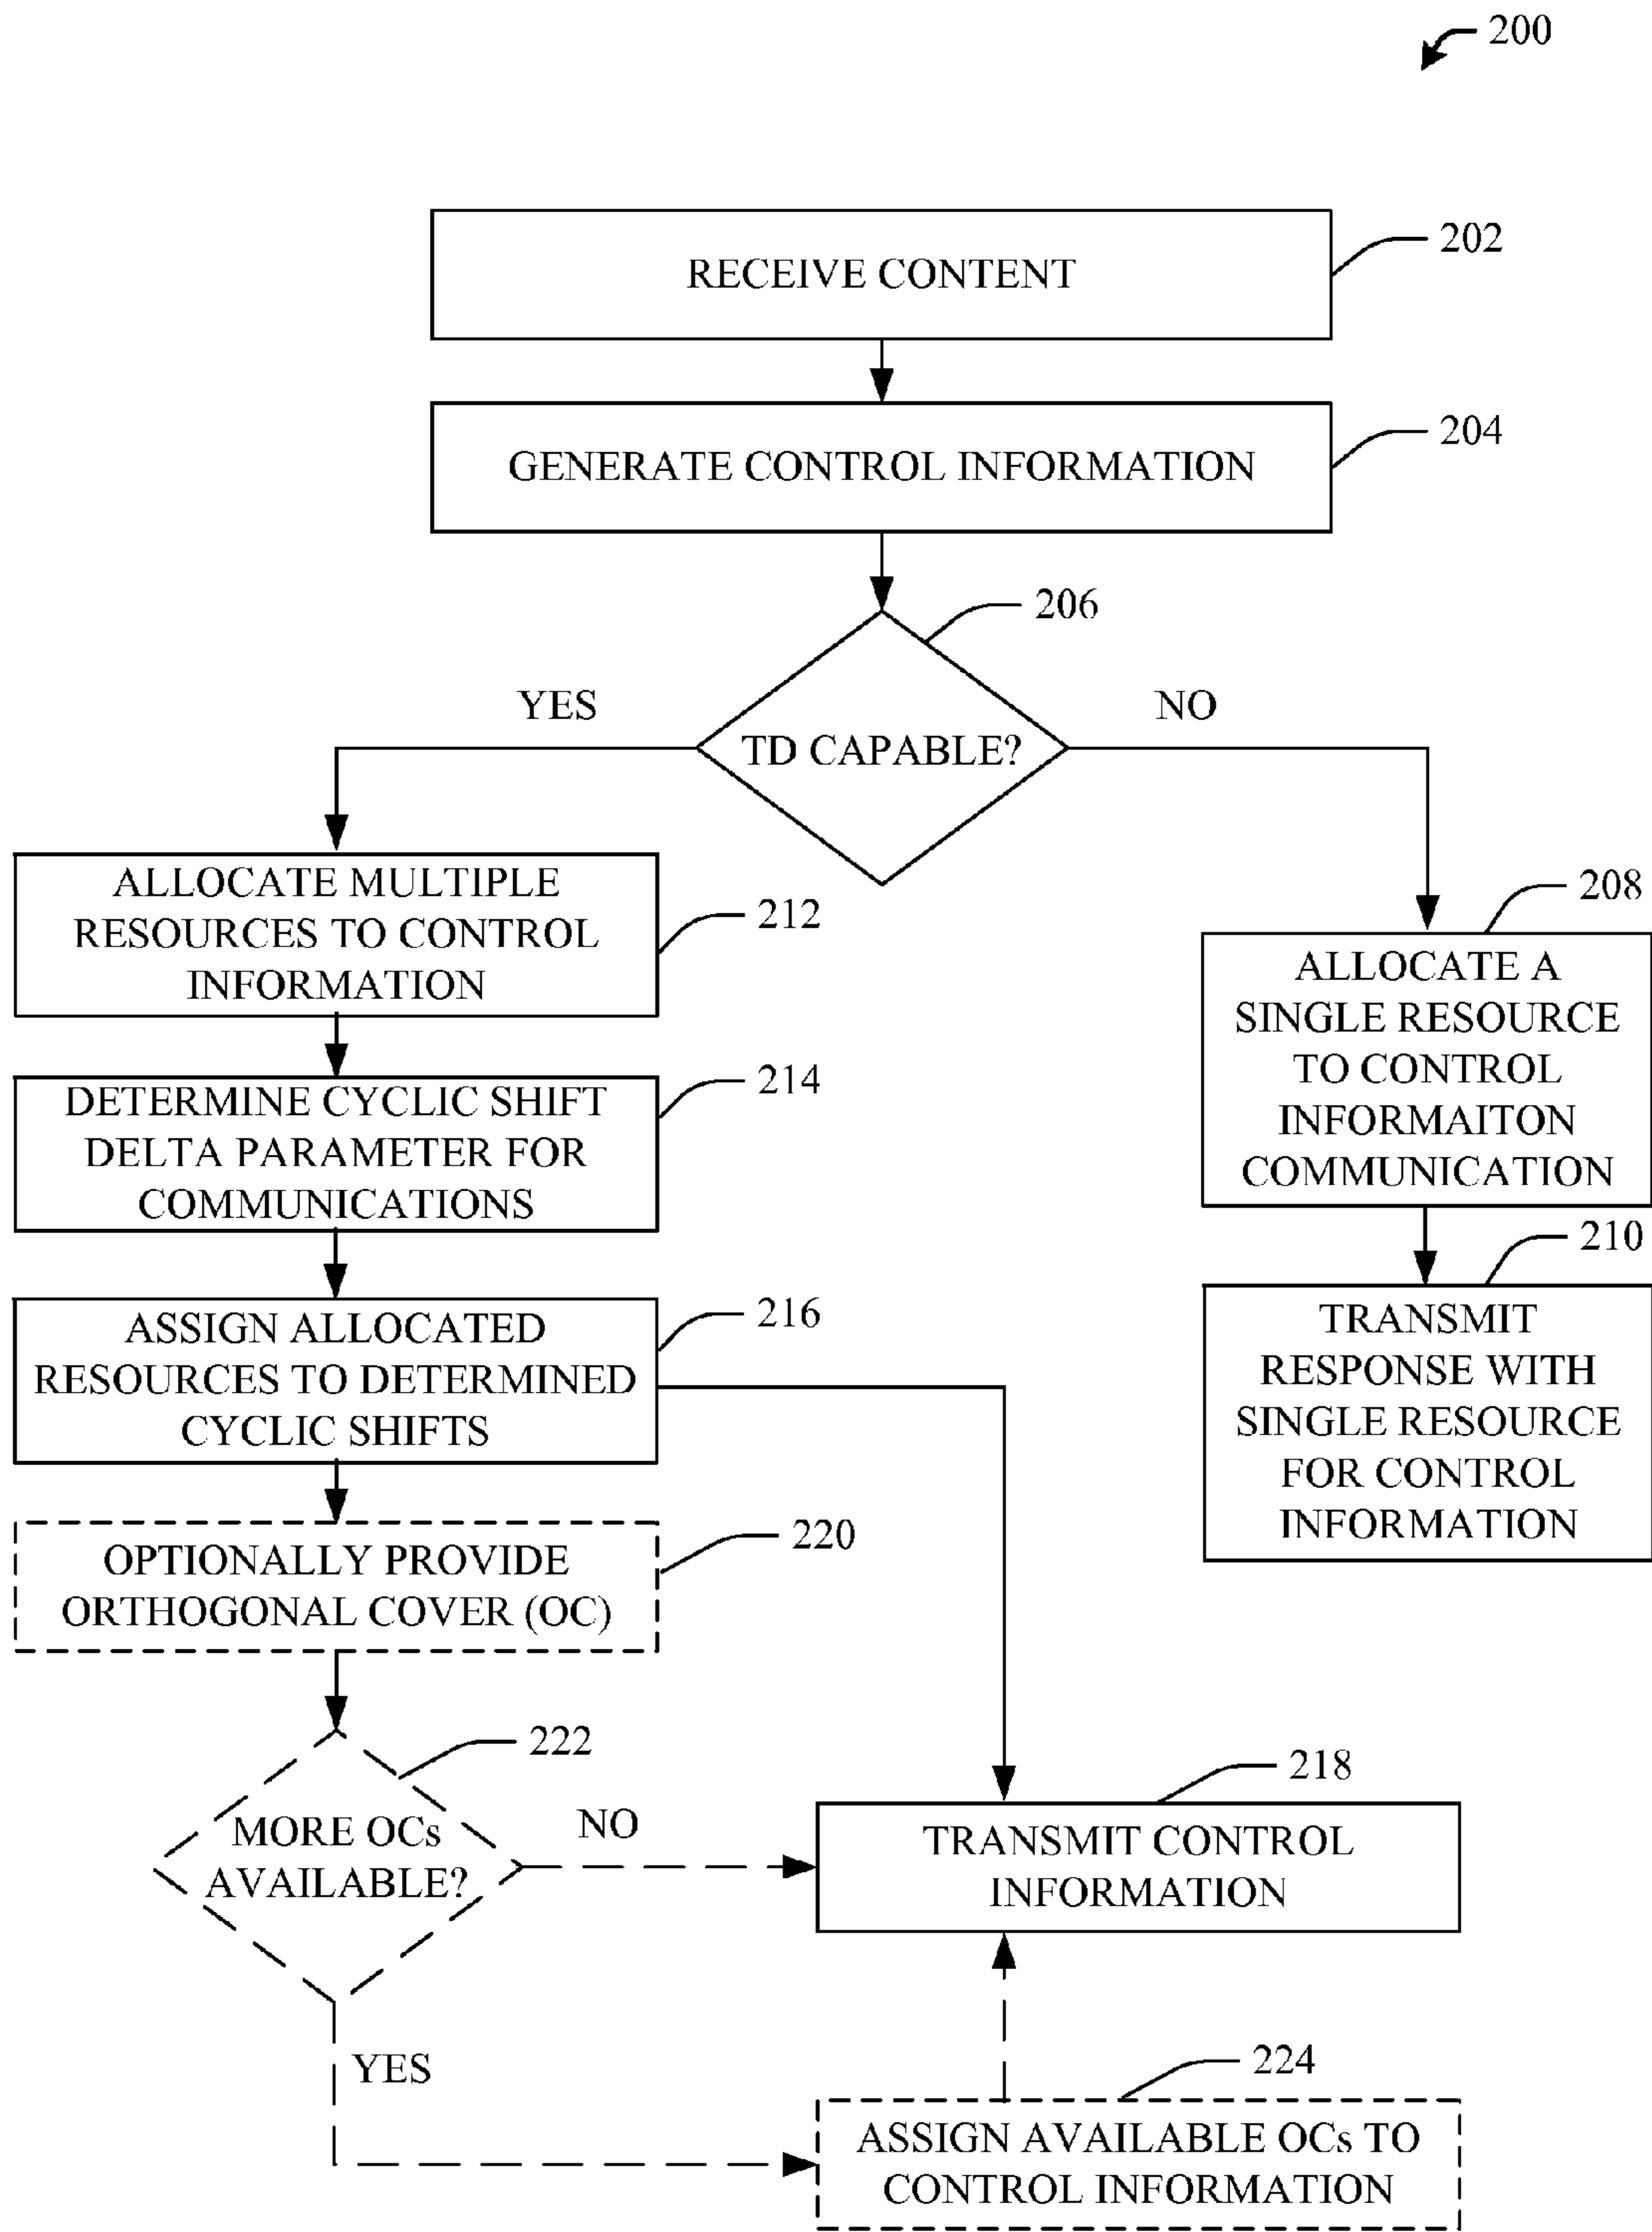 200
RECEIVE CONTENT
202
GENERATE CONTROL INFORMATION
204
206
YES
NO
TD CAPABLE?
ALLOCATE MULTIPLE
RESOURCES TO CONTROL
INFORMATION
212
208
ALLOCATE A
SINGLE RESOURCE
TO CONTROL
INFORMAITON
COMMUNICATION
DETERMINE CYCLIC SHIFT
DELTA PARAMETER FOR
COMMUNICATIONS
214
210
TRANSMIT
RESPONSE WITH
SINGLE RESOURCE
FOR CONTROL
INFORMATION
ASSIGN ALLOCATED
RESOURCES TO DETERMINED
CYCLIC SHIFTS
216
OPTIONALLY PROVIDE
ORTHOGONAL COVER (OC)
220
222
MORE OCs
AVAILABLE?
NO
218
TRANSMIT CONTROL
INFORMATION
YES
224
ASSIGN AVAILABLE OCs TO
CONTROL INFORMATION